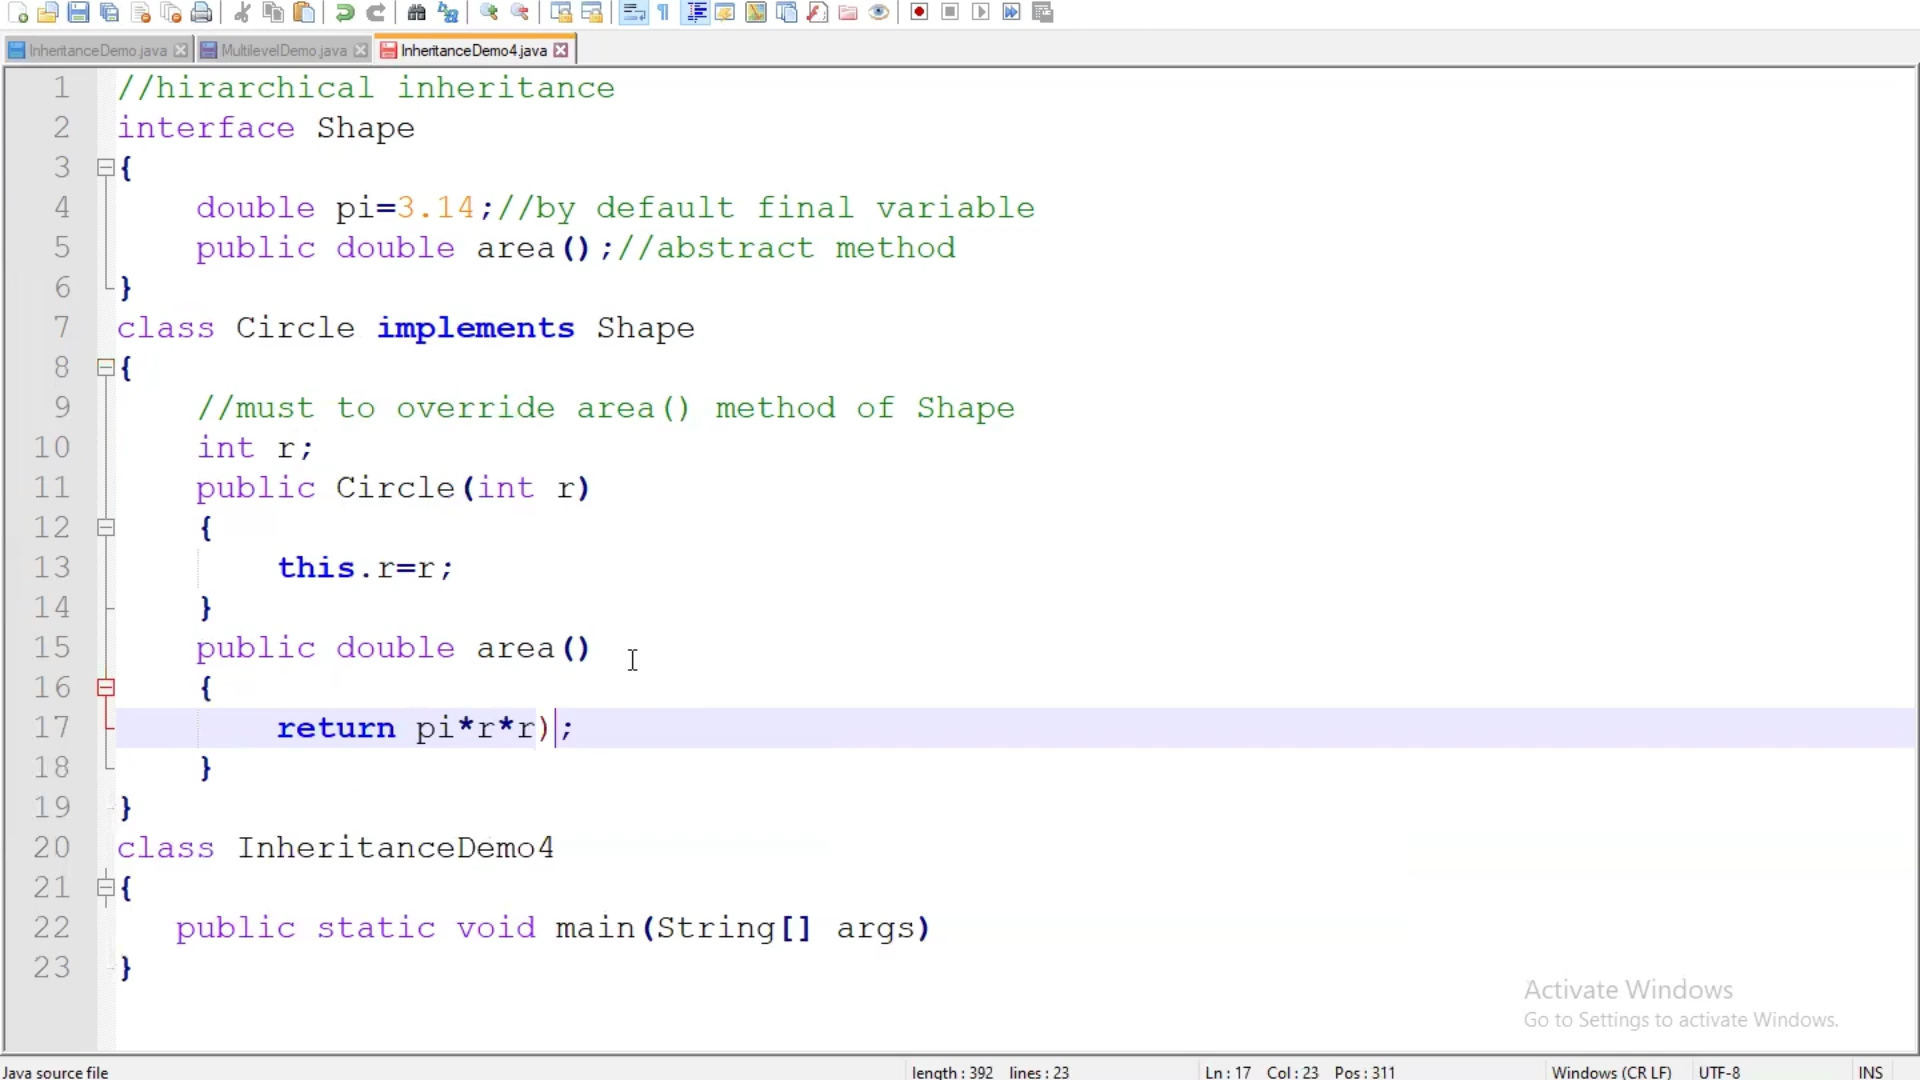 InheritanceDemo.java MultilevelDemo.java InheritanceDemo4.java
1 //hirarchical inheritance
2 interface Shape
3 {
4 double pi=3.14;//by default final variable
5 public double area();//abstract method
6 }
7 class Circle implements Shape
8 {
9 //must to override area() method of Shape
10 int r;
11 public Circle(int r)
12 {
13 this.r=r;
14 }
15 public double area()
16 {
17 return pi*r*r);
18 }
19 }
20 class InheritanceDemo4
21 {
22 public static void main(String[] args)
23 }
Activate Windows
Go to Settings to activate Windows.
Java source file length : 392 lines : 23 Ln : 17 Col : 23 Pos : 311 Windows (CR LF) UTF-8 INS